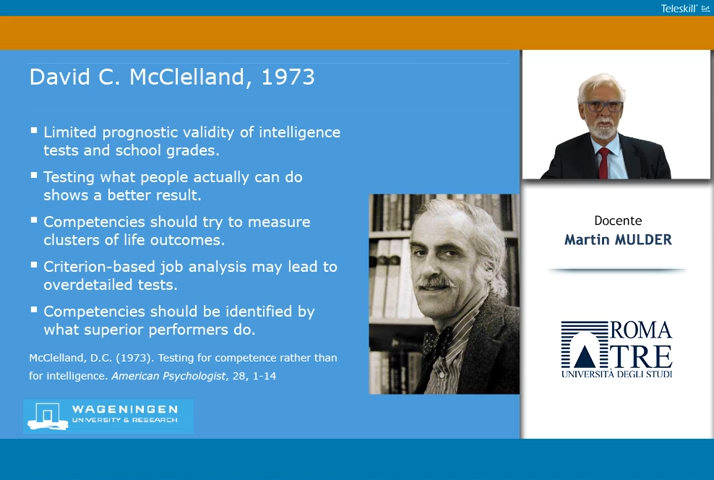 Teleskill
David C. McClelland, 1973
▪ Limited prognostic validity of intelligence
tests and school grades.
▪ Testing what people actually can do
shows a better result.
▪ Competencies should try to measure
clusters of life outcomes.
▪ Criterion-based job analysis may lead to
overdetailed tests.
▪ Competencies should be identified by
what superior performers do.
McClelland, D.C. (1973). Testing for competence rather than
for intelligence. American Psychologist, 28, 1-14
WAGENINGEN
UNIVERSITY & RESEARCH
Docente
Martin MULDER
ROMA
TRE
UNIVERSITÀ DEGLI STUDI